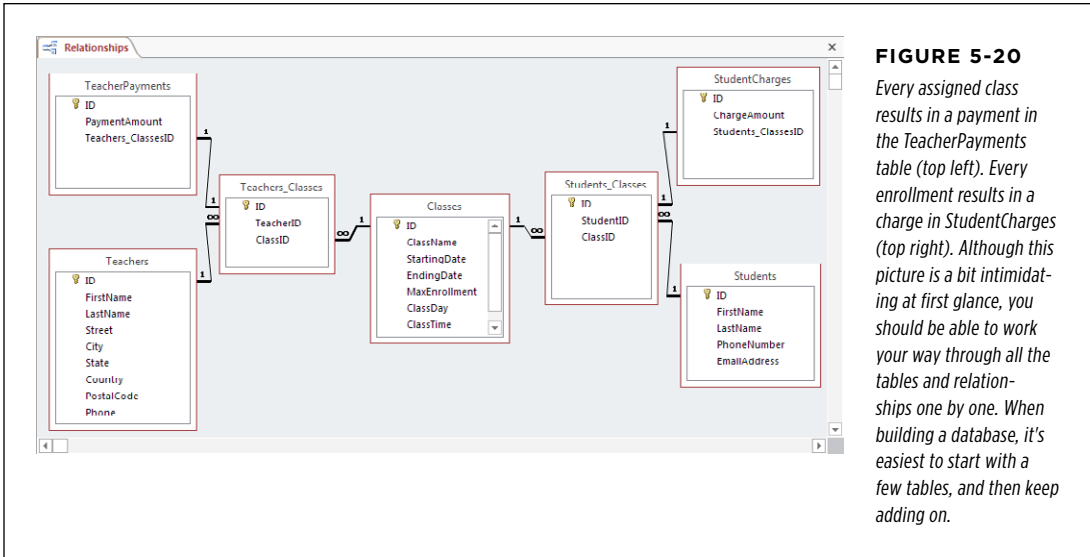 Relationships
TeacherPayments
ID
PaymentAmount
Teachers_ClassesID
1
1
∞
1
Teachers
ID
FirstName
LastName
Street
City
State
Country
PostalCode
Phone
Teachers_Classes
ID
TeacherID
ClassID
∞
1
Classes
ID
ClassName
StartingDate
EndingDate
MaxEnrollment
ClassDay
ClassTime
1
∞
Students_Classes
ID
StudentID
ClassID
1
∞
1
1
StudentCharges
ID
ChargeAmount
Students_ClassesID
Students
ID
FirstName
LastName
PhoneNumber
EmailAddress
FIGURE 5-20
Every assigned class
results in a payment in
the TeacherPayments
table (top left). Every
enrollment results in a
charge in StudentCharges
(top right). Although this
picture is a bit intimidat-
ing at first glance, you
should be able to work
your way through all the
tables and relation-
ships one by one. When
building a database, it's
easiest to start with a
few tables, and then keep
adding on.